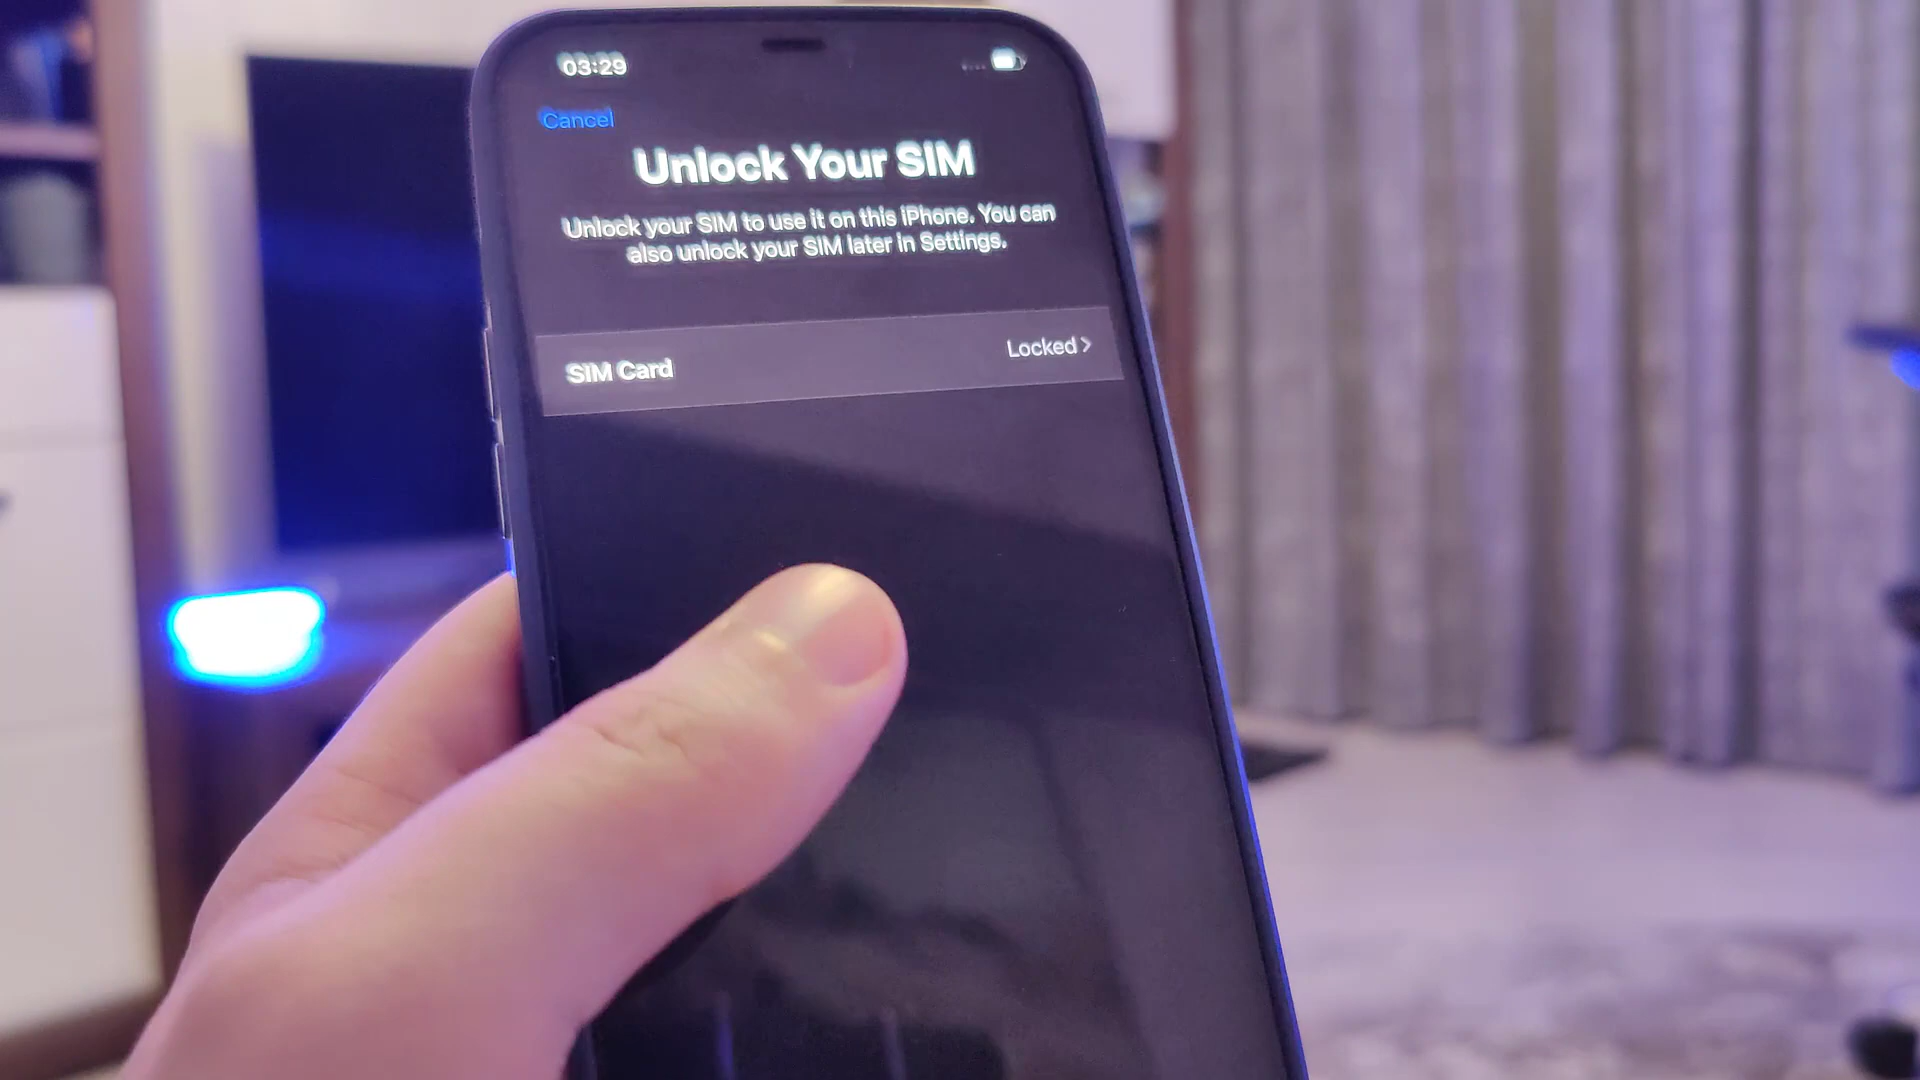 03:29
Cancel
Unlock Your SIM
Unlock your SIM to use it on this iPhone. You can
also unlock your SIM later in Settings.
SIM Card
Locked